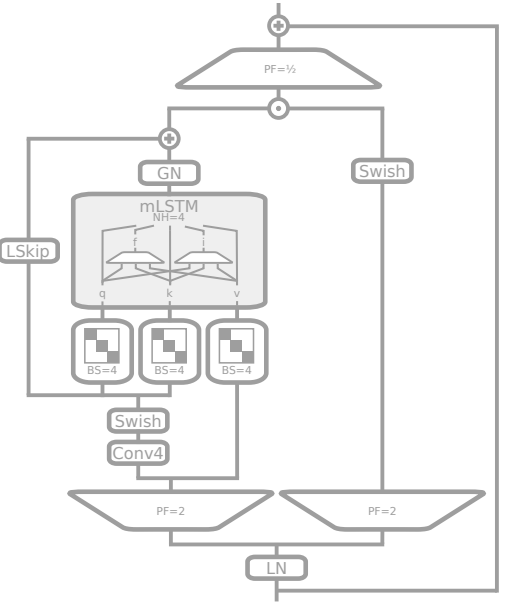 PF=½
GN
Swish
mLSTM
NH=4
f i
LSkip
q k v
BS=4 BS=4 BS=4
Swish
Conv4
PF=2 PF=2
LN